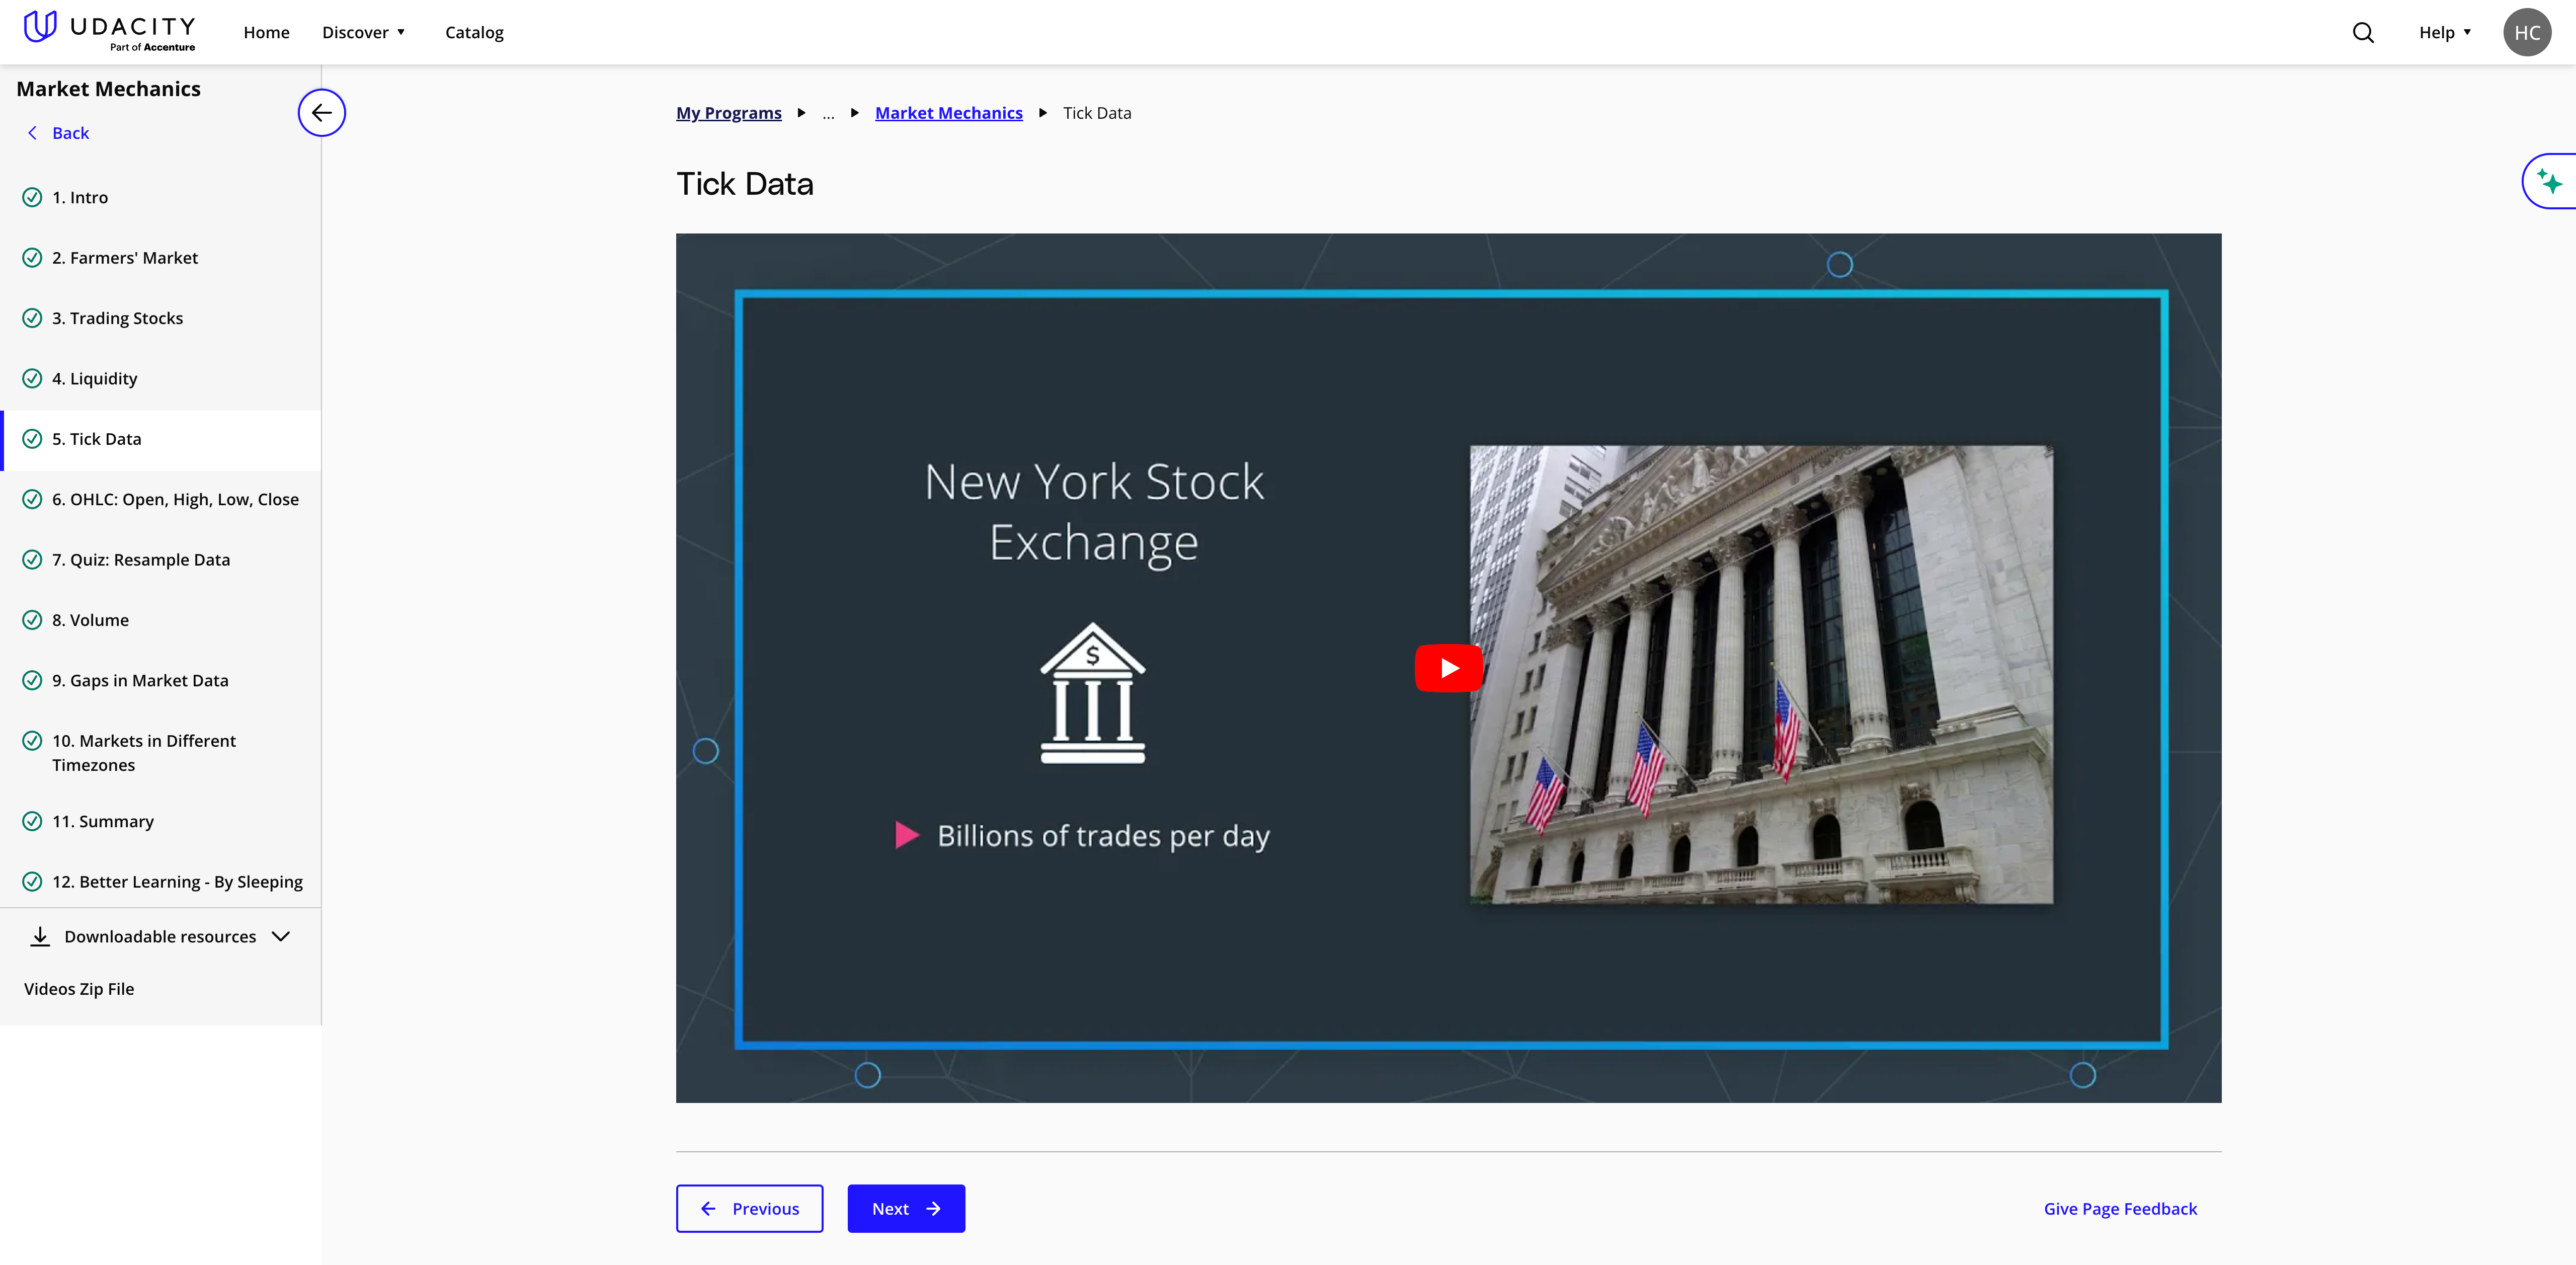 UDACITY
Part of Accenture
Home
Discover
Catalog
Help
HC
Market Mechanics
Back
1. Intro
2. Farmers' Market
3. Trading Stocks
4. Liquidity
5. Tick Data
6. OHLC: Open, High, Low, Close
7. Quiz: Resample Data
8. Volume
9. Gaps in Market Data
10. Markets in Different
Timezones
11. Summary
12. Better Learning - By Sleeping
Downloadable resources
Videos Zip File
My Programs ... Market Mechanics Tick Data
Tick Data
New York Stock
Exchange
$
Billions of trades per day
Previous
Next
Give Page Feedback